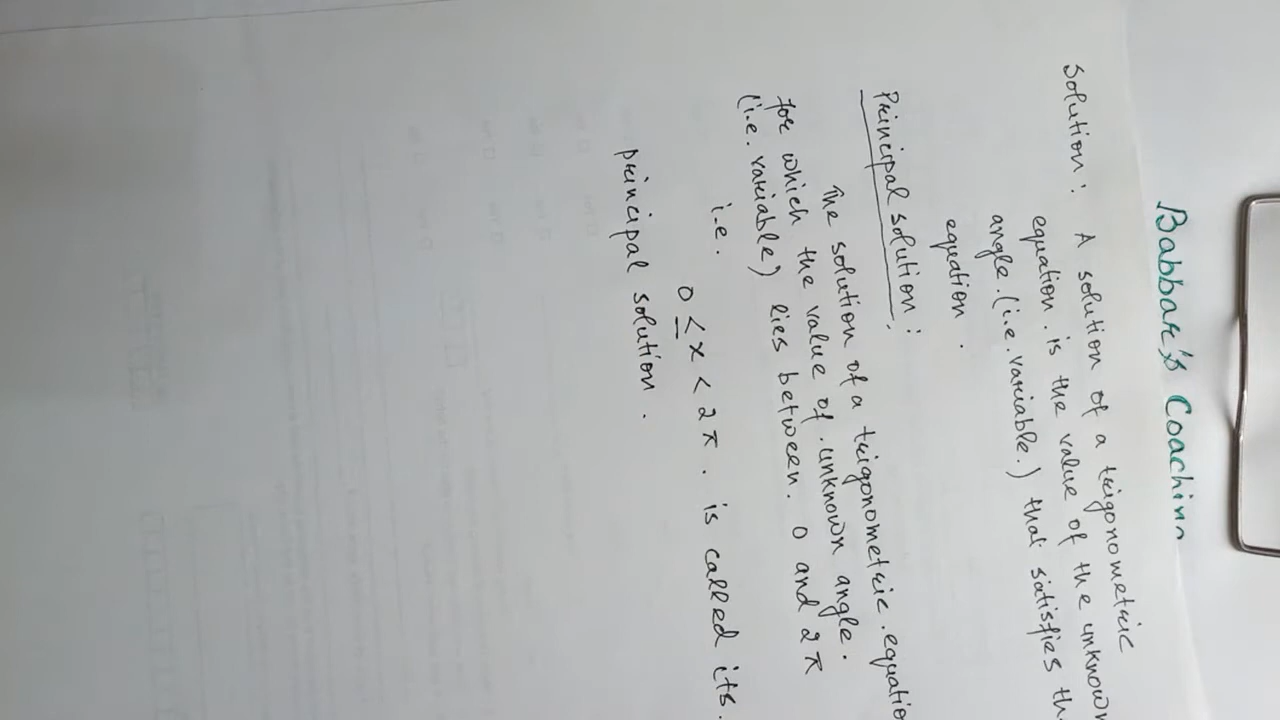 Babbar's Coaching
Solution : A solution of a trigonometric
equation . is the value of the unknown
angle . (i.e. variable.) that satisfies the
equation .
Principal solution :
The solution of a trigonometric . equation
for which the value of . unknown angle .
(i.e. variable) lies between . 0 and 2π
i.e.
0 ≤ x < 2π . is called its .
principal solution .